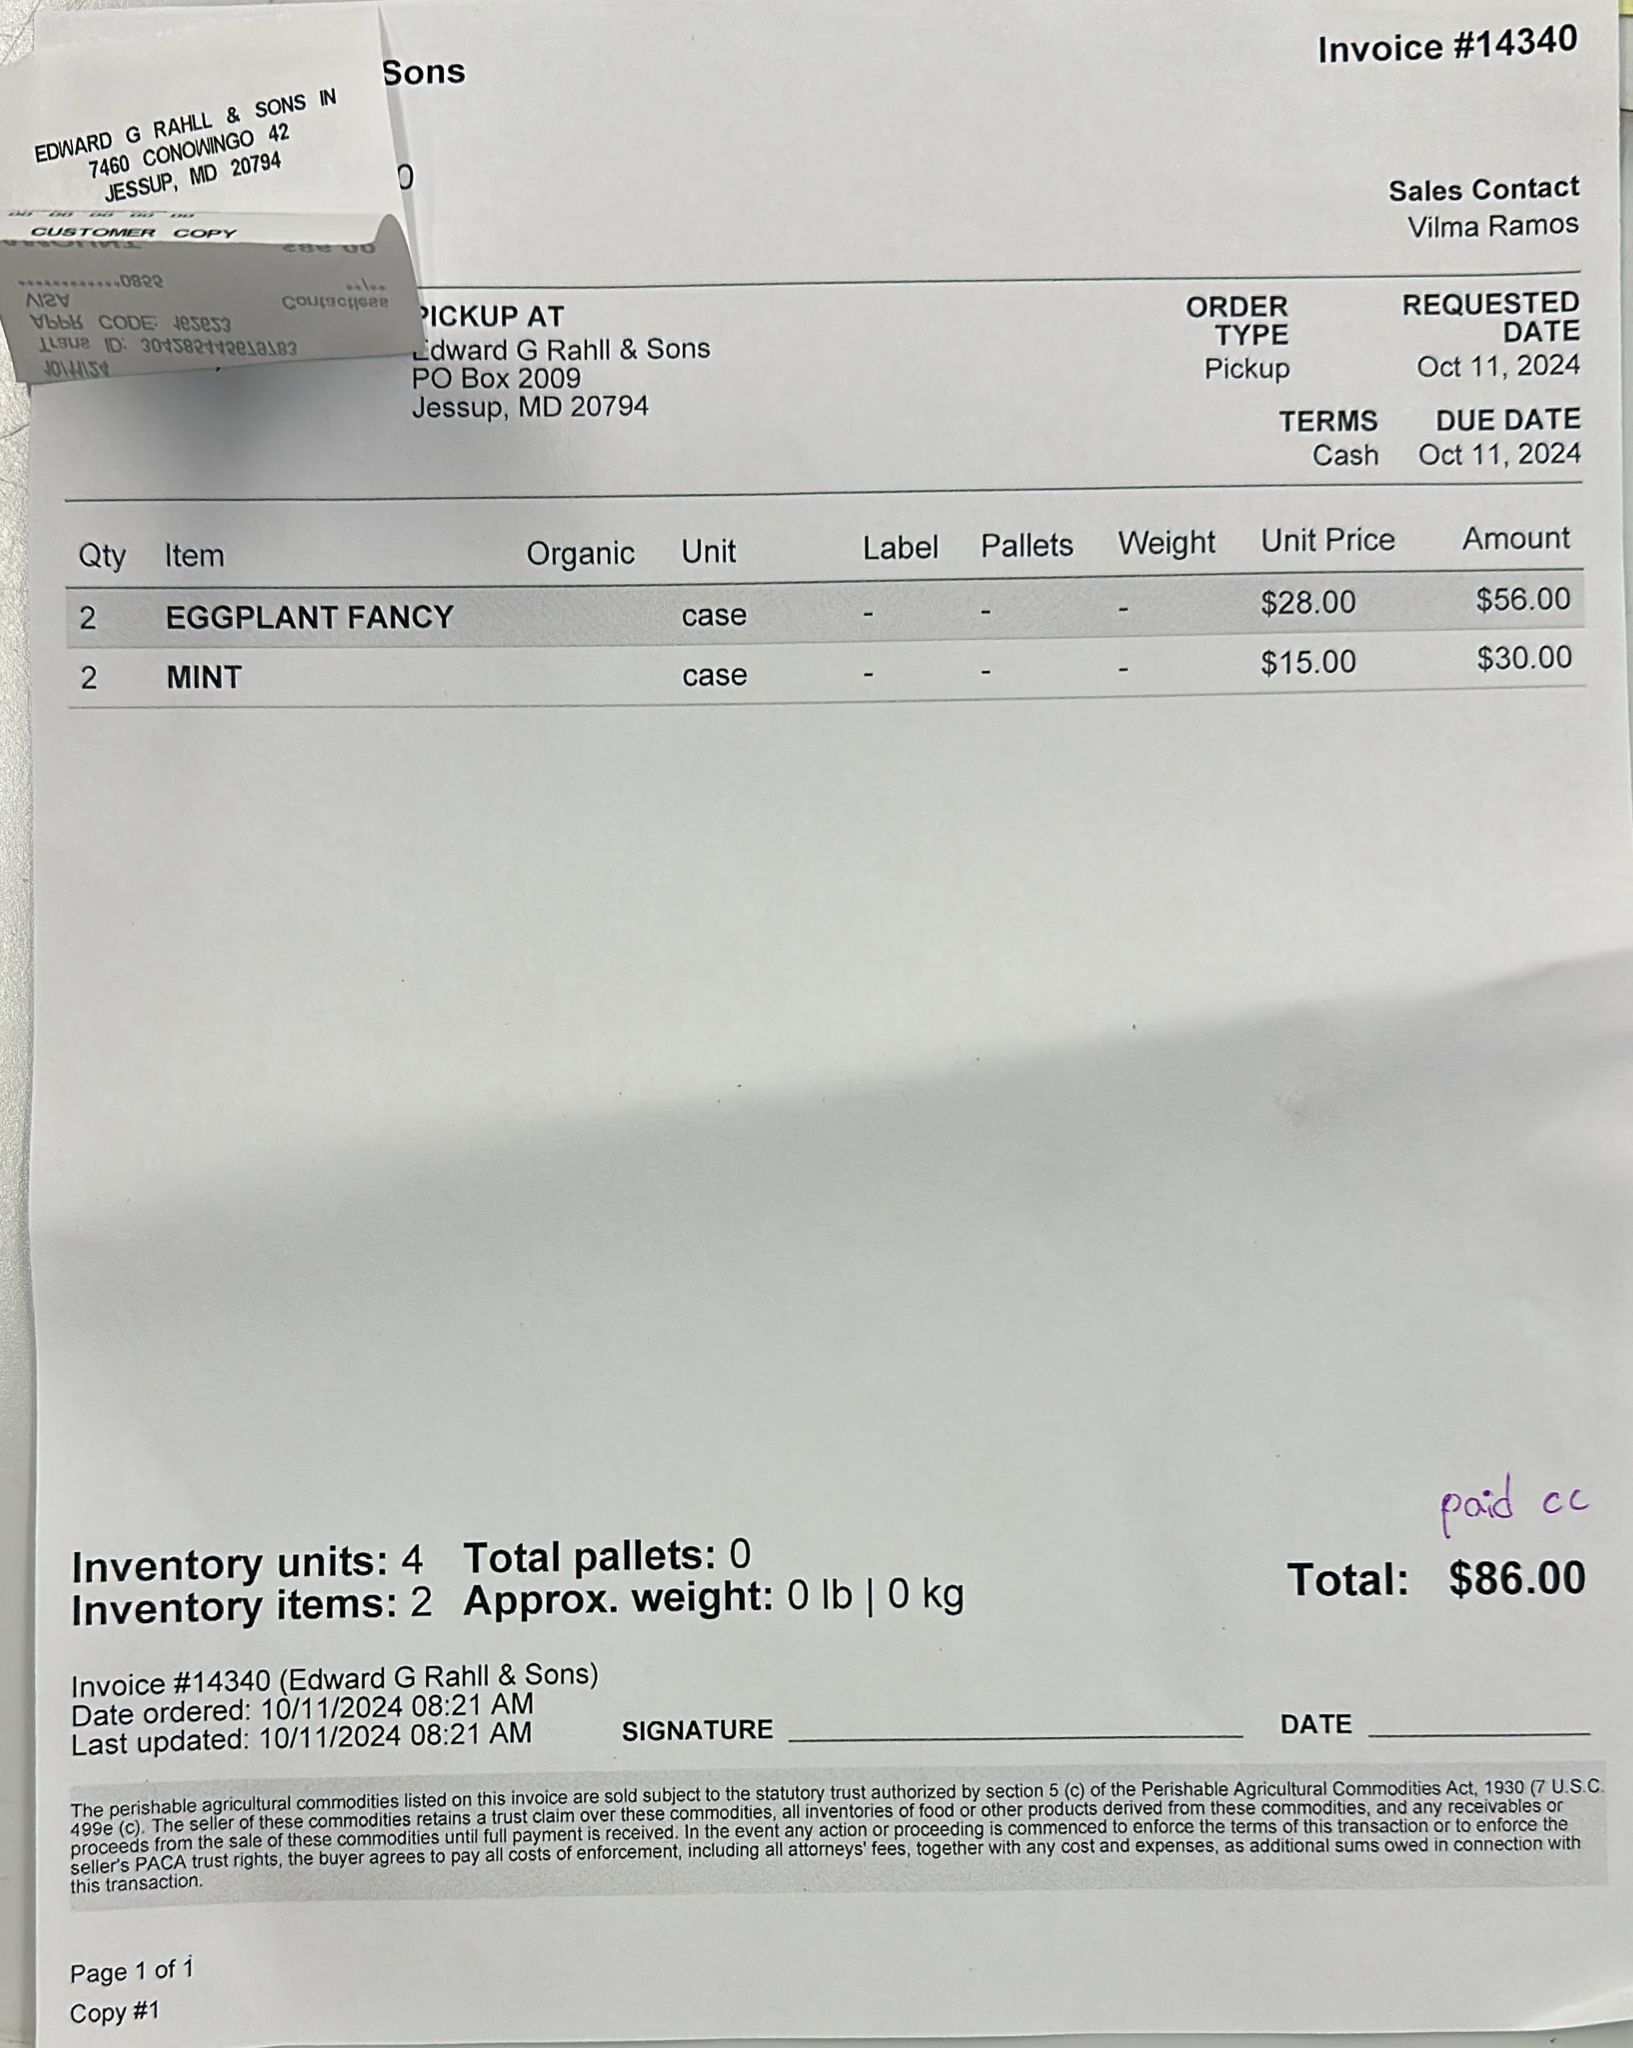 Sons
Invoice #14340
EDWARD G RAHLL & SONS IN
7460 CONOWINGO 42
JESSUP, MD 20794
CUSTOMER COPY
$86.00
************0822
VISA Contactless
APPR CODE:
Trans ID:
10/11/24
Sales Contact
Vilma Ramos
PICKUP AT
Edward G Rahll & Sons
PO Box 2009
Jessup, MD 20794
ORDER TYPE
Pickup
REQUESTED DATE
Oct 11, 2024
TERMS
Cash
DUE DATE
Oct 11, 2024
Qty Item Organic Unit Label Pallets Weight Unit Price Amount
2 EGGPLANT FANCY case - - - $28.00 $56.00
2 MINT case - - - $15.00 $30.00
paid cc
Inventory units: 4 Total pallets: 0
Inventory items: 2 Approx. weight: 0 lb | 0 kg
Total: $86.00
Invoice #14340 (Edward G Rahll & Sons)
Date ordered: 10/11/2024 08:21 AM
Last updated: 10/11/2024 08:21 AM
SIGNATURE
DATE
The perishable agricultural commodities listed on this invoice are sold subject to the statutory trust authorized by section 5 (c) of the Perishable Agricultural Commodities Act, 1930 (7 U.S.C.
499e (c). The seller of these commodities retains a trust claim over these commodities, all inventories of food or other products derived from these commodities, and any receivables or
proceeds from the sale of these commodities until full payment is received. In the event any action or proceeding is commenced to enforce the terms of this transaction or to enforce the
seller's PACA trust rights, the buyer agrees to pay all costs of enforcement, including all attorneys' fees, together with any cost and expenses, as additional sums owed in connection with
this transaction.
Page 1 of 1
Copy #1